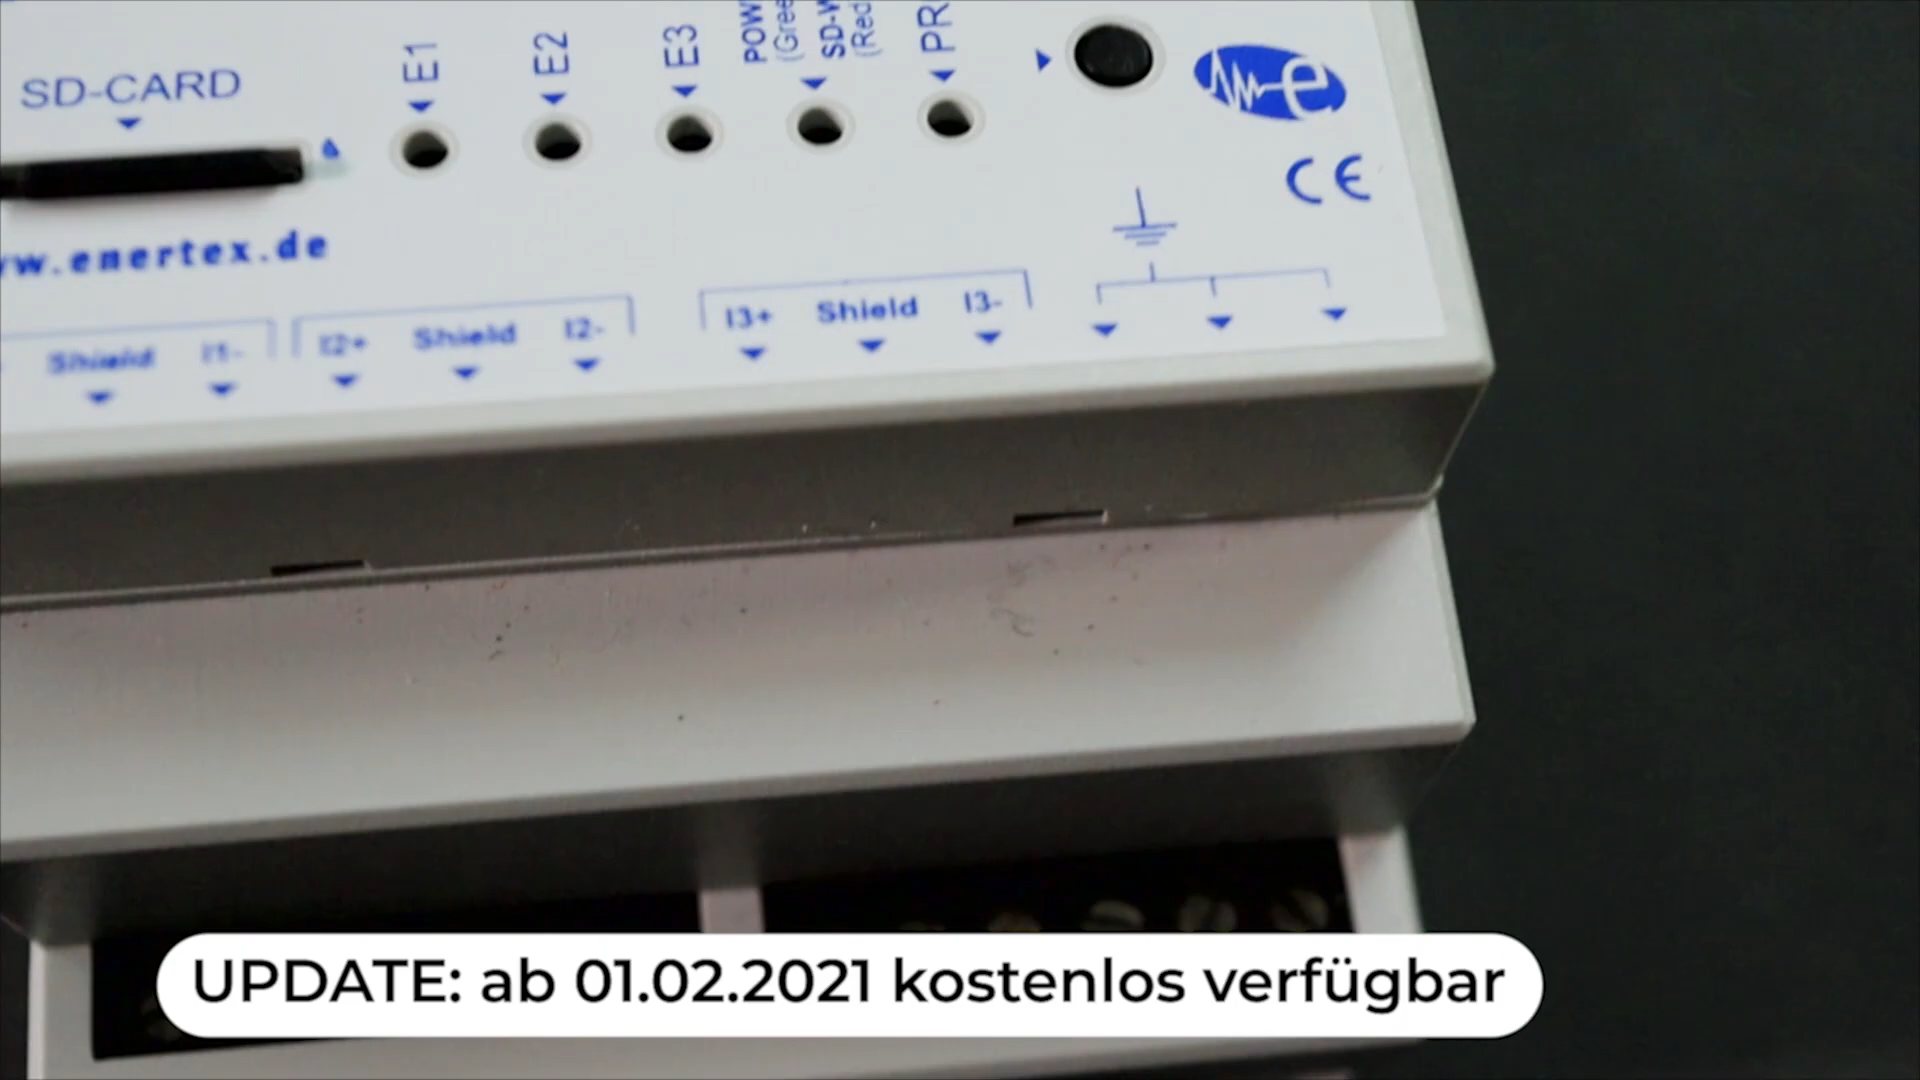 SD-CARD
E1
E2
E3
PR
e
CE
.enertex.de
Shield
I1-
I2+
Shield
I2-
I3+
Shield
I3-
UPDATE: ab 01.02.2021 kostenlos verfügbar